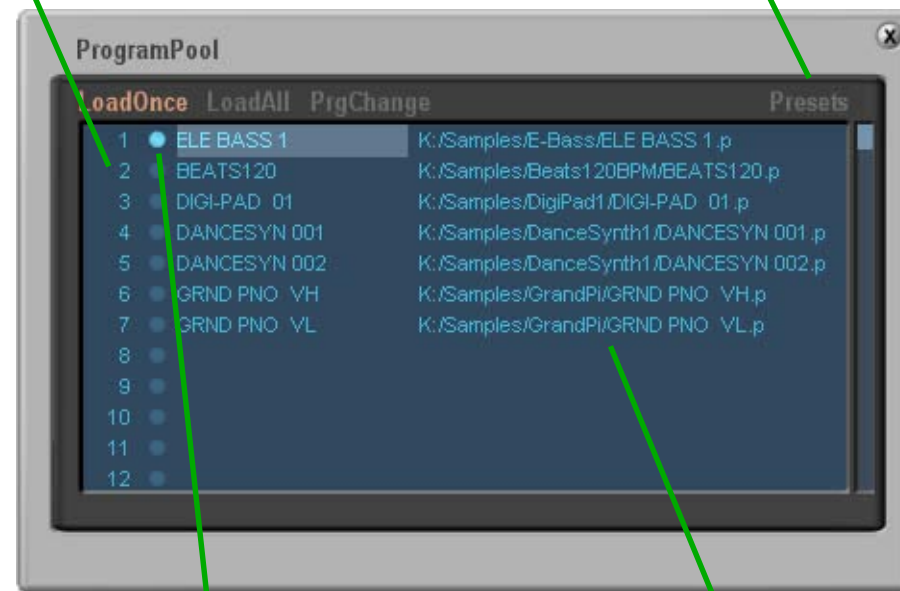 ProgramPool X
LoadOnce LoadAll PrgChange Presets
1 ELE BASS 1 K:/Samples/E-Bass/ELE BASS 1.p
2 BEATS120 K:/Samples/Beats120BPM/BEATS120.p
3 DIGI-PAD 01 K:/Samples/DigiPad1/DIGI-PAD 01.p
4 DANCESYN 001 K:/Samples/DanceSynth1/DANCESYN 001.p
5 DANCESYN 002 K:/Samples/DanceSynth1/DANCESYN 002.p
6 GRND PNO VH K:/Samples/GrandPi/GRND PNO VH.p
7 GRND PNO VL K:/Samples/GrandPi/GRND PNO VL.p
8
9
10
11
12